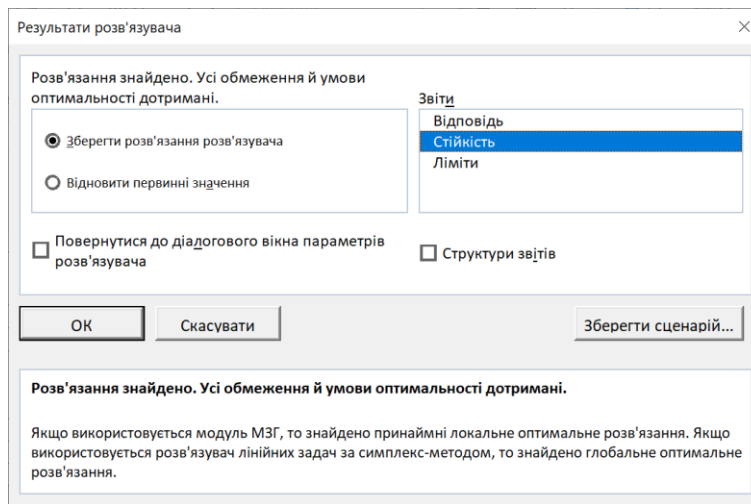 Результати розв'язувача
Розв'язання знайдено. Усі обмеження й умови
оптимальності дотримані.
Звіти
Зберегти розв'язання розв'язувача
Відновити первинні значення
Відповідь
Стійкість
Ліміти
Повернутися до діалогового вікна параметрів
розв'язувача
Структури звітів
ОК
Скасувати
Зберегти сценарій...
Розв'язання знайдено. Усі обмеження й умови оптимальності дотримані.
Якщо використовується модуль МЗГ, то знайдено принаймні локальне оптимальне розв'язання. Якщо
використовується розв'язувач лінійних задач за симплекс-методом, то знайдено глобальне оптимальне
розв'язання.